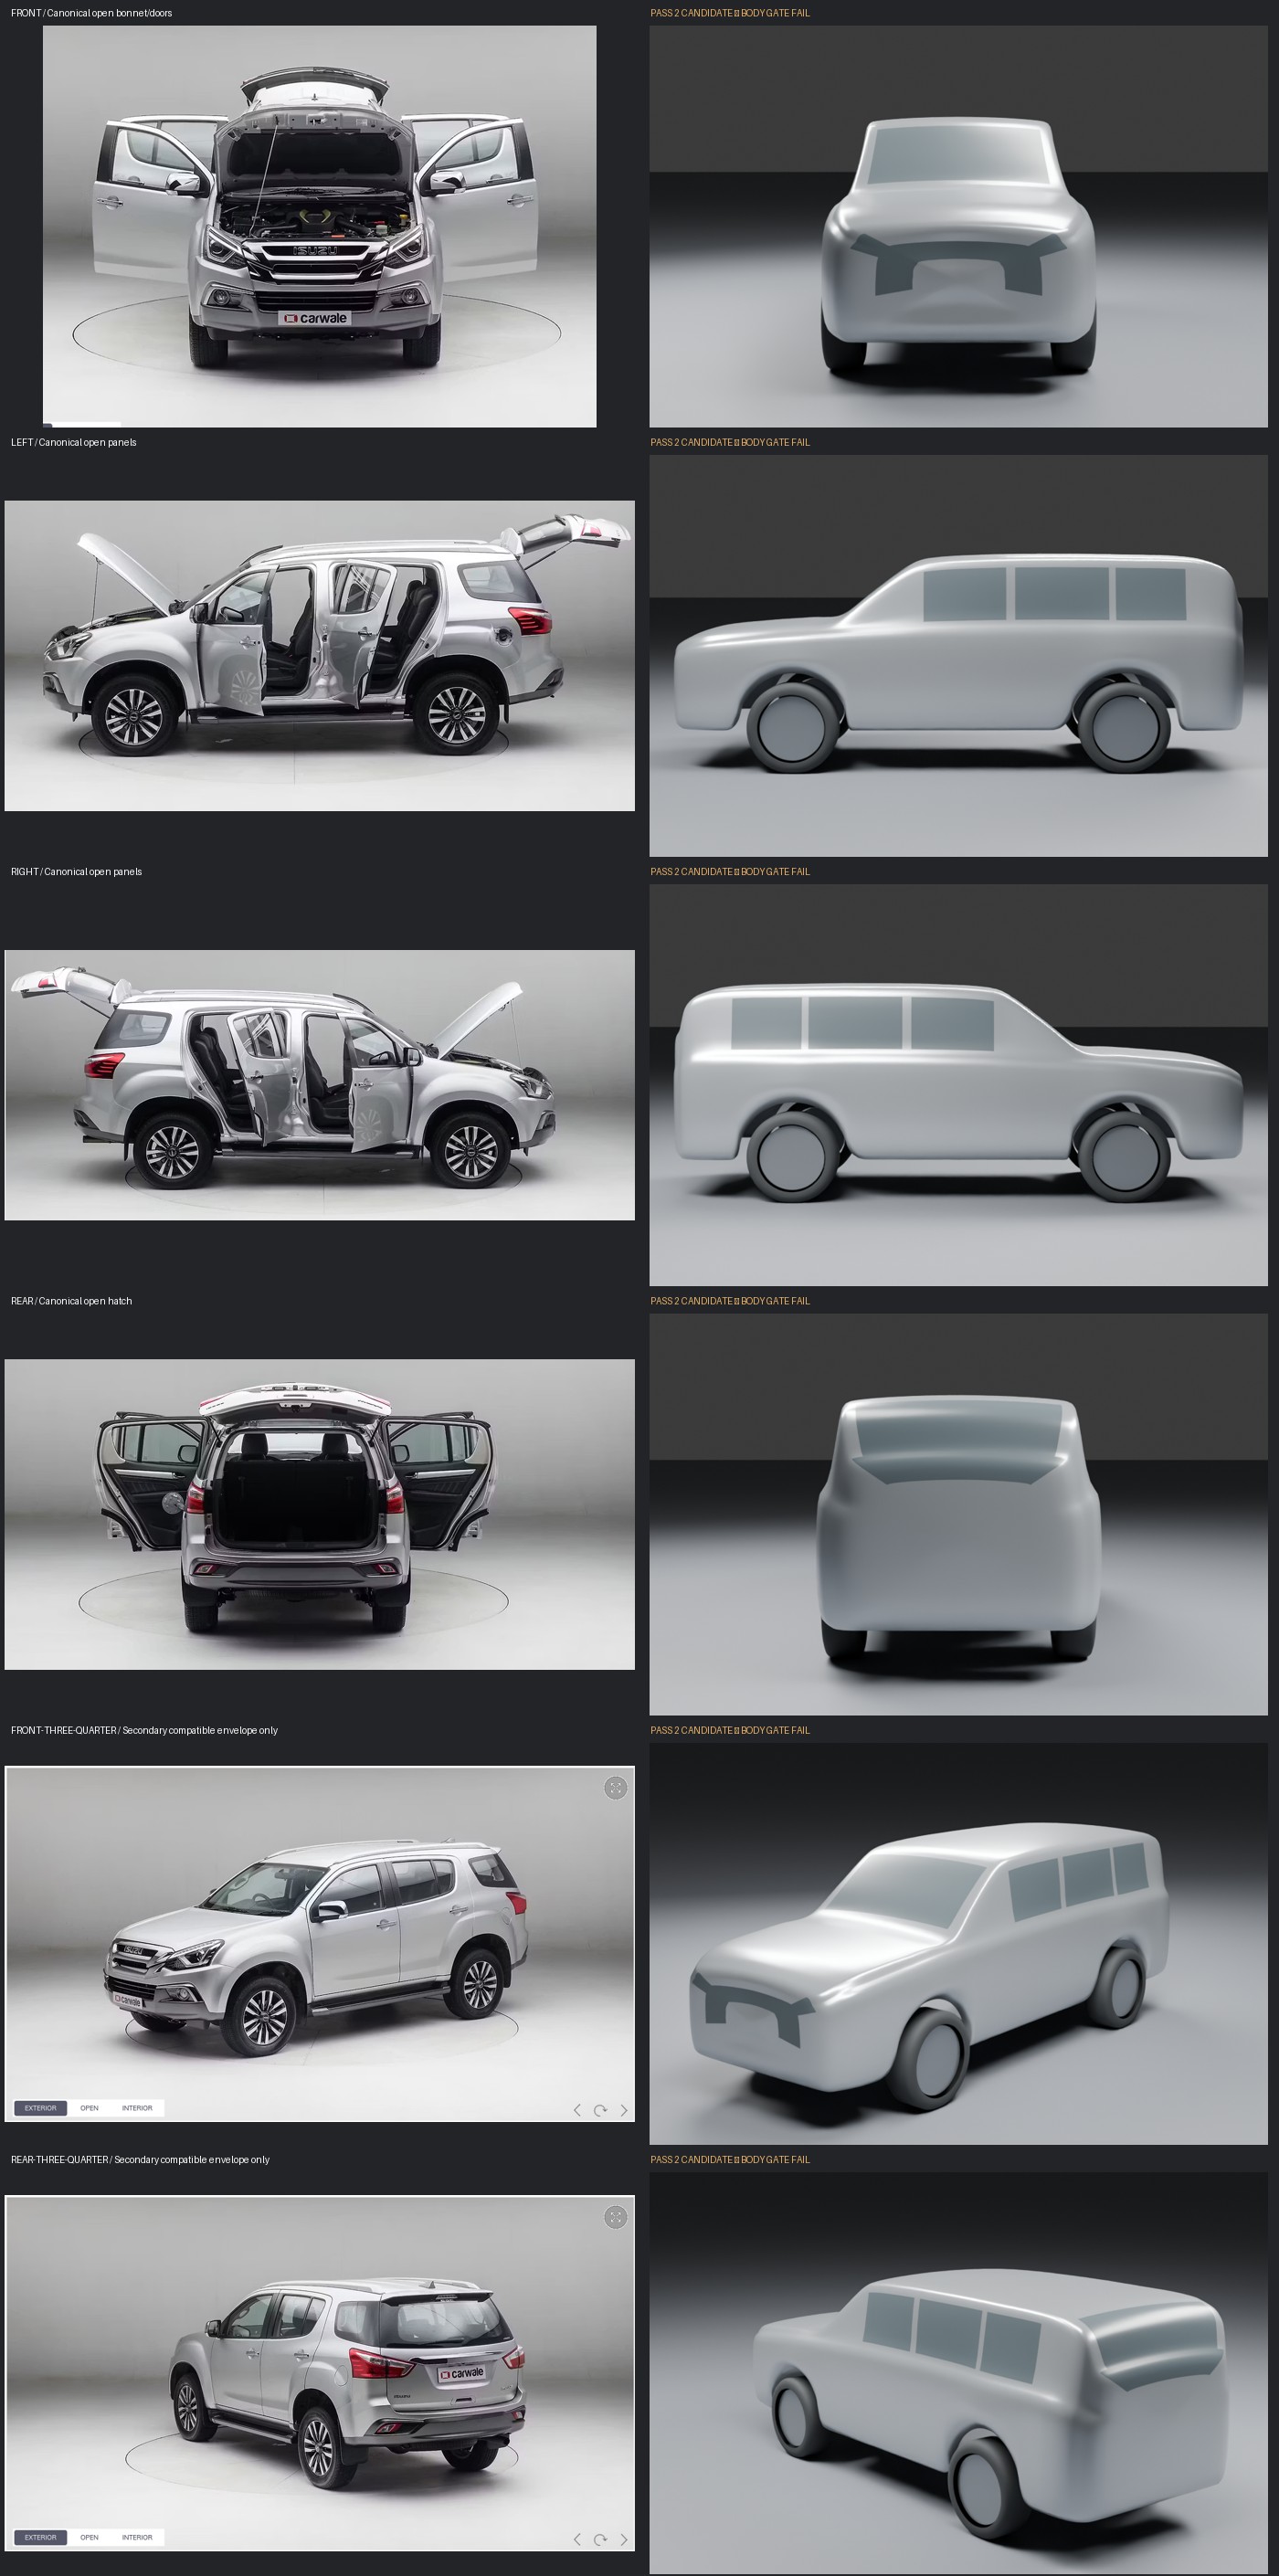 FRONT / Canonical bonnet/doors
PASS 2 CANDIDATE □ BODY GATE FAIL
ISUZU
carwale
LEFT / Canonical open panels
PASS 2 CANDIDATE □ BODY GATE FAIL
RIGHT / Canonical open panels
PASS 2 CANDIDATE □ BODY GATE FAIL
REAR / Canonical open hatch
PASS 2 CANDIDATE □ BODY GATE FAIL
FRONT-THREE-QUARTER / Secondary compatible envelope only
PASS 2 CANDIDATE □ BODY GATE FAIL
ISUZU
carwale
EXTERIOR OPEN INTERIOR
REAR-THREE-QUARTER / Secondary compatible envelope only
PASS 2 CANDIDATE □ BODY GATE FAIL
carwale
ISUZU
EXTERIOR OPEN INTERIOR